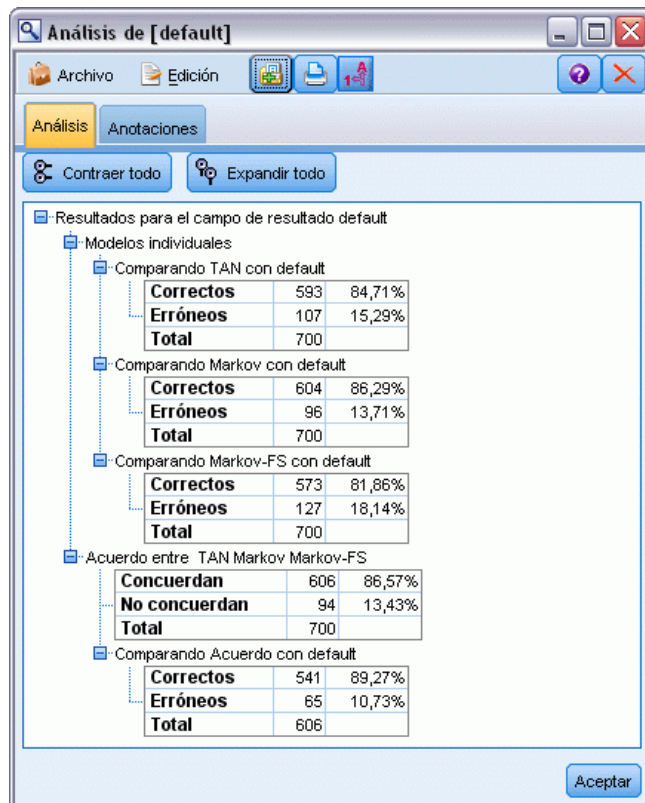 Análisis de [default]
Archivo Edición
Análisis Anotaciones
Contraer todo Expandir todo
Resultados para el campo de resultado default
Modelos individuales
Comparando TAN con default
Correctos 593 84,71%
Erróneos 107 15,29%
Total 700
Comparando Markov con default
Correctos 604 86,29%
Erróneos 96 13,71%
Total 700
Comparando Markov-FS con default
Correctos 573 81,86%
Erróneos 127 18,14%
Total 700
Acuerdo entre TAN Markov Markov-FS
Concuerdan 606 86,57%
No concuerdan 94 13,43%
Total 700
Comparando Acuerdo con default
Correctos 541 89,27%
Erróneos 65 10,73%
Total 606
Aceptar